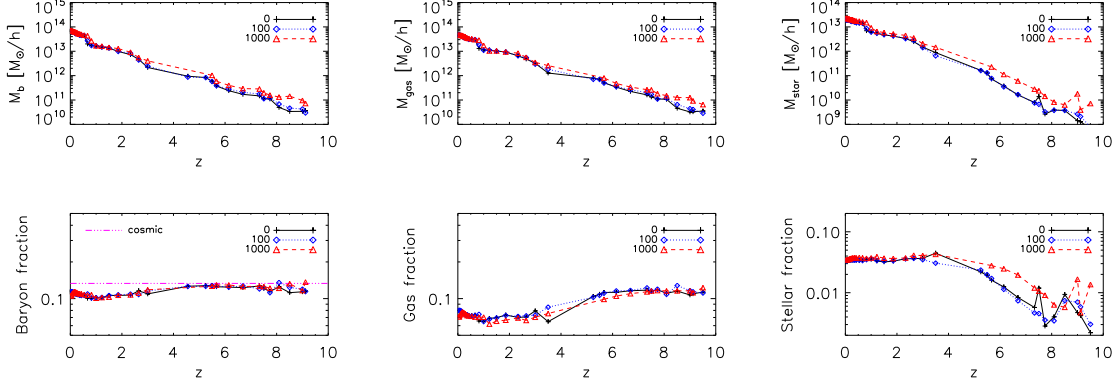 M_b [M_⊙/h]
10^15
10^14
10^13
10^12
10^11
10^10
0
100
1000
0 2 4 6 8 10
z
M_gas [M_⊙/h]
10^15
10^14
10^13
10^12
10^11
10^10
0
100
1000
0 2 4 6 8 10
z
M_star [M_⊙/h]
10^14
10^13
10^12
10^11
10^10
10^9
0
100
1000
0 2 4 6 8 10
z
Baryon fraction
0.1
cosmic
0
100
1000
0 2 4 6 8 10
z
Gas fraction
0.1
0
100
1000
0 2 4 6 8 10
z
Stellar fraction
0.10
0.01
0
100
1000
0 2 4 6 8 10
z